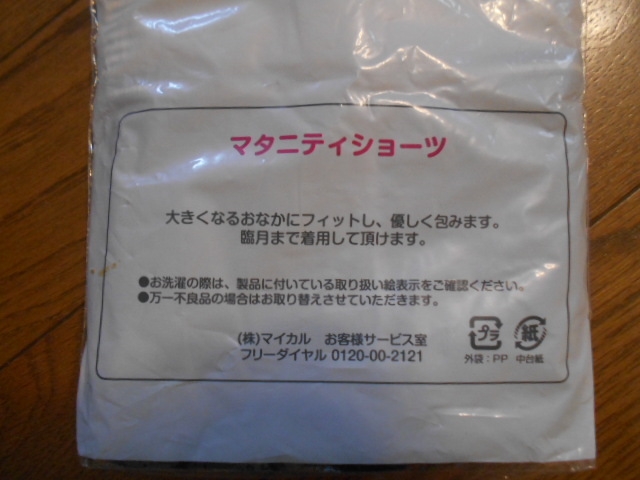 マタニティショーツ
大きくなるおなかにフィットし、優しく包みます。
臨月まで着用して頂けます。
●お洗濯の際は、製品に付いている取り扱い絵表示をご確認ください。
●万一不良品の場合はお取り替えさせていただきます。
(株)マイカル　お客様サービス室
フリーダイヤル 0120-00-2121
プラ
外袋：PP
紙
中台紙